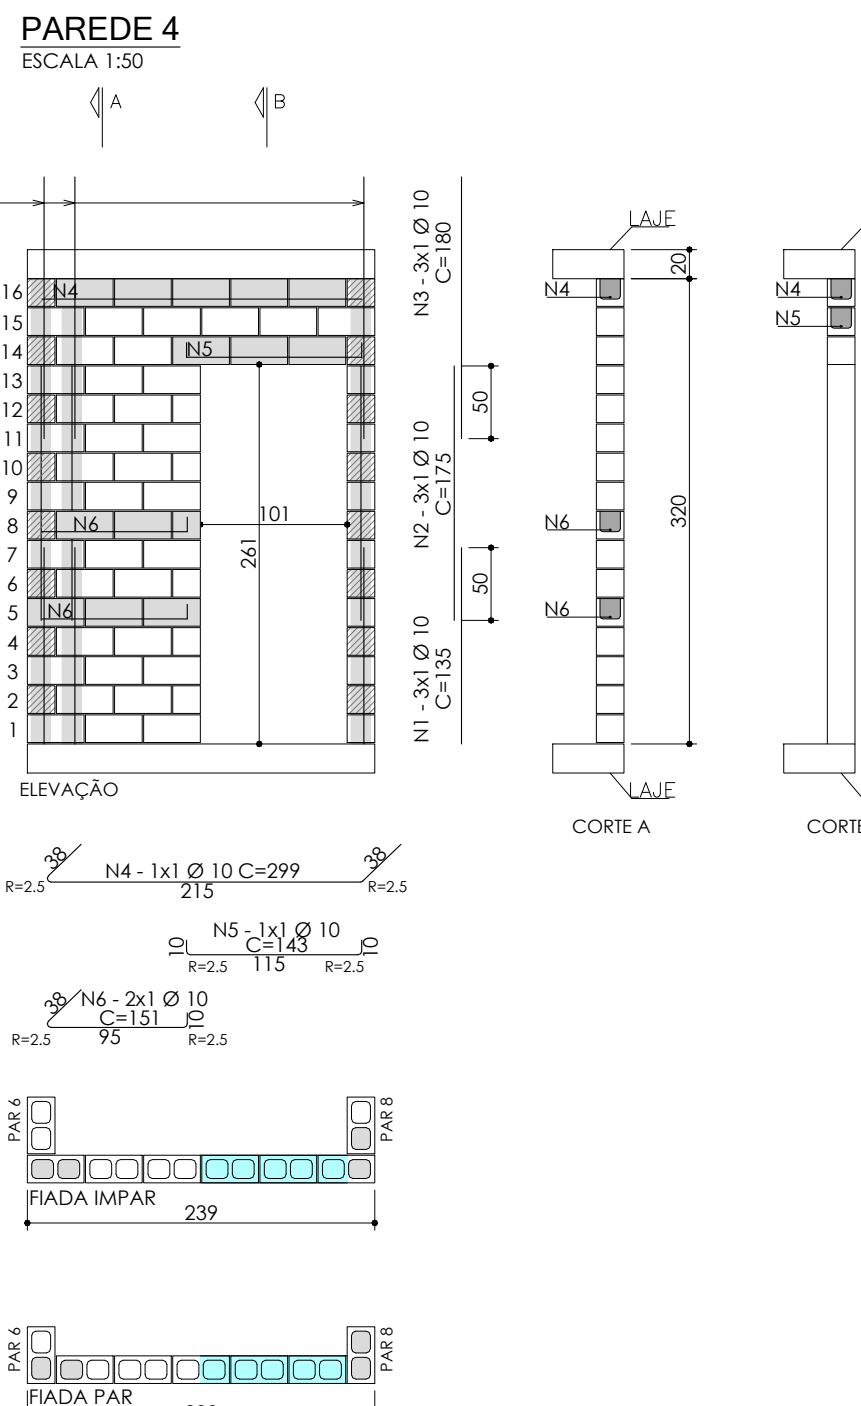 PAREDE 4
ESCALA 1:50
A
B
16
15
14
13
12
11
10
9
8
7
6
5
4
3
2
1
N4
N5
N6
N6
101
261
ELEVAÇÃO
N3 - 3x1 Ø 10
C=180
N2 - 3x1 Ø 10
C=175
N1 - 3x1 Ø 10
C=135
50
50
LAJE
20
N4
N6
N6
320
LAJE
CORTE A
N4
N5
CORTE
38
N4 - 1x1 Ø 10 C=299
38
R=2.5
215
R=2.5
N5 - 1x1 Ø 10
10
C=143
10
R=2.5
115
R=2.5
38
N6 - 2x1 Ø 10
C=151
10
R=2.5
95
R=2.5
PAR 6
PAR 8
FIADA IMPAR
239
PAR 6
PAR 8
FIADA PAR